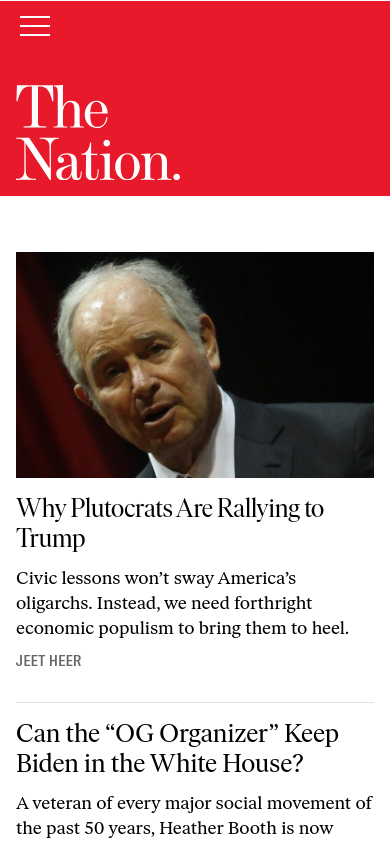 The
Nation.
Why Plutocrats Are Rallying to
Trump
Civic lessons won’t sway America’s
oligarchs. Instead, we need forthright
economic populism to bring them to heel.
JEET HEER
Can the “OG Organizer” Keep
Biden in the White House?
A veteran of every major social movement of
the past 50 years, Heather Booth is now